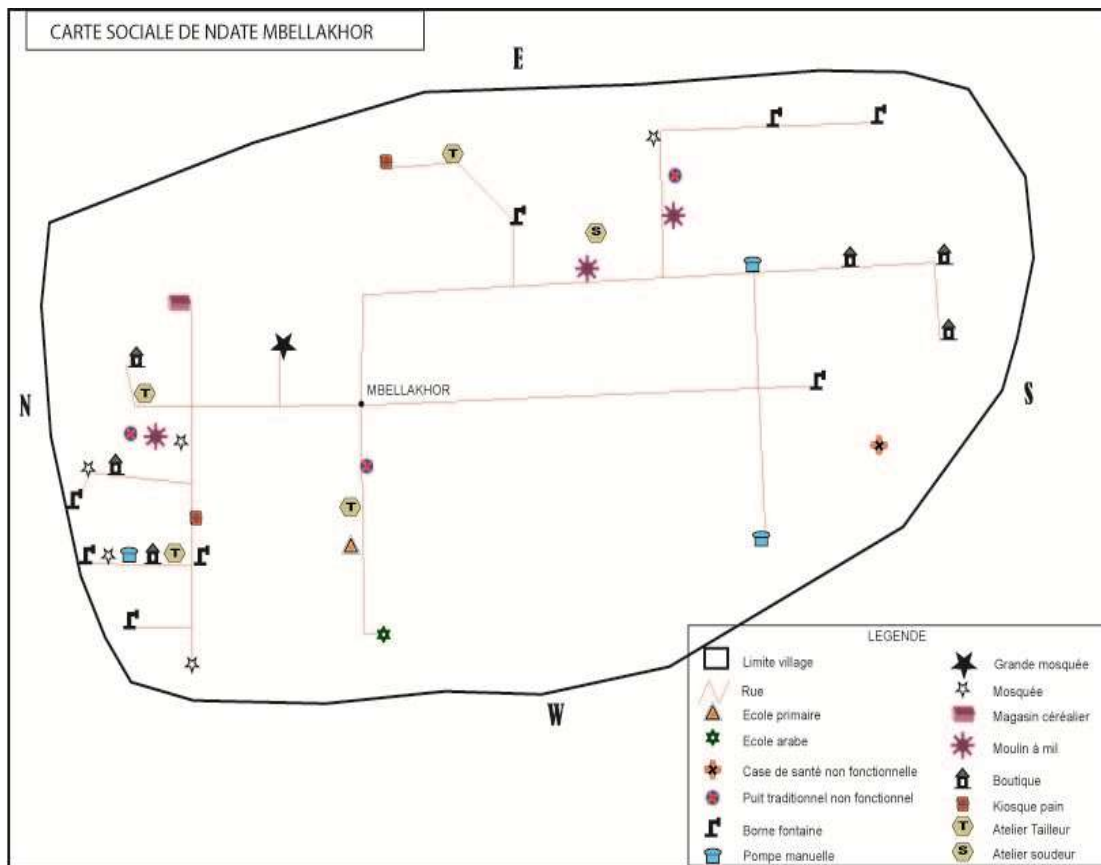 CARTE SOCIALE DE NDATE MBELLAKHOR
E
T
S
N
MBELLAKHOR
S
T
T
T
W
LEGENDE
Limite village
Rue
Ecole primaire
Ecole arabe
Case de santé non fonctionnelle
Puit traditionnel non fonctionnel
Borne fontaine
Pompe manuelle
Grande mosquée
Mosquée
Magasin céréalier
Moulin à mil
Boutique
Kiosque pain
T Atelier Tailleur
S Atelier soudeur